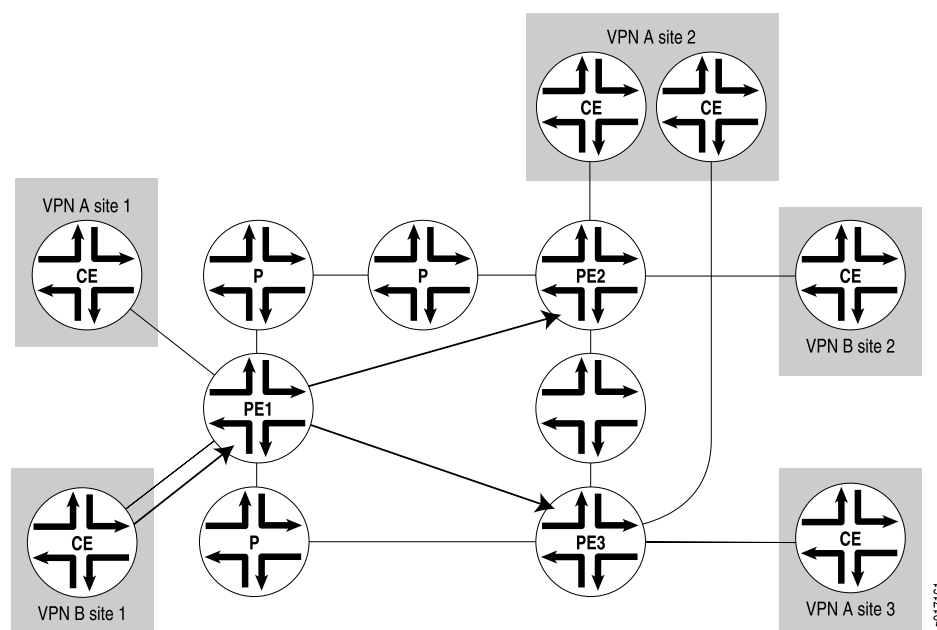 VPN A site 2
CE
CE
VPN A site 1
CE
P
P
PE2
CE
VPN B site 2
PE1
CE
VPN B site 1
P
PE3
CE
VPN A site 3